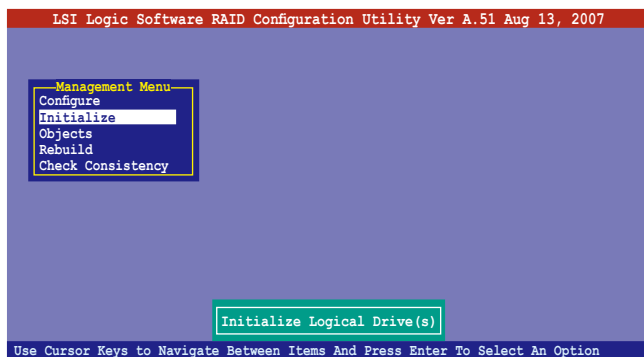 LSI Logic Software RAID Configuration Utility Ver A.51 Aug 13, 2007
Management Menu
Configure
Initialize
Objects
Rebuild
Check Consistency
Initialize Logical Drive(s)
Use Cursor Keys to Navigate Between Items And Press Enter To Select An Option